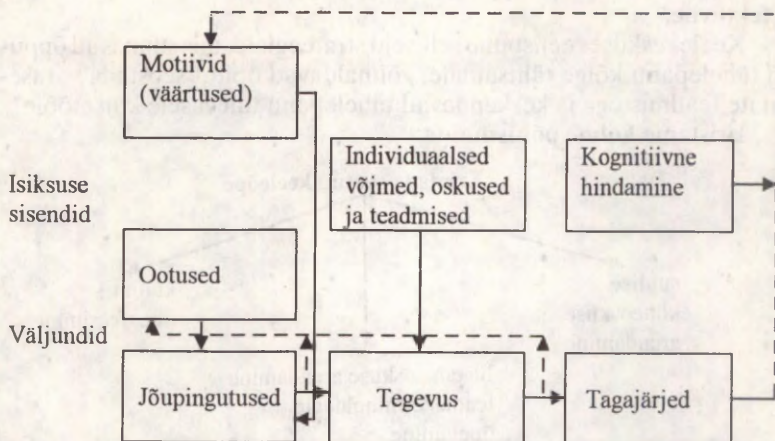 Motiivid
(väärtused)
Individuaalsed
võimed, oskused
ja teadmised
Kognitiivne
hindamine
Isiksuse
sisendid
Ootused
Väljundid
Jõupingutused
Tegevus
Tagajärjed